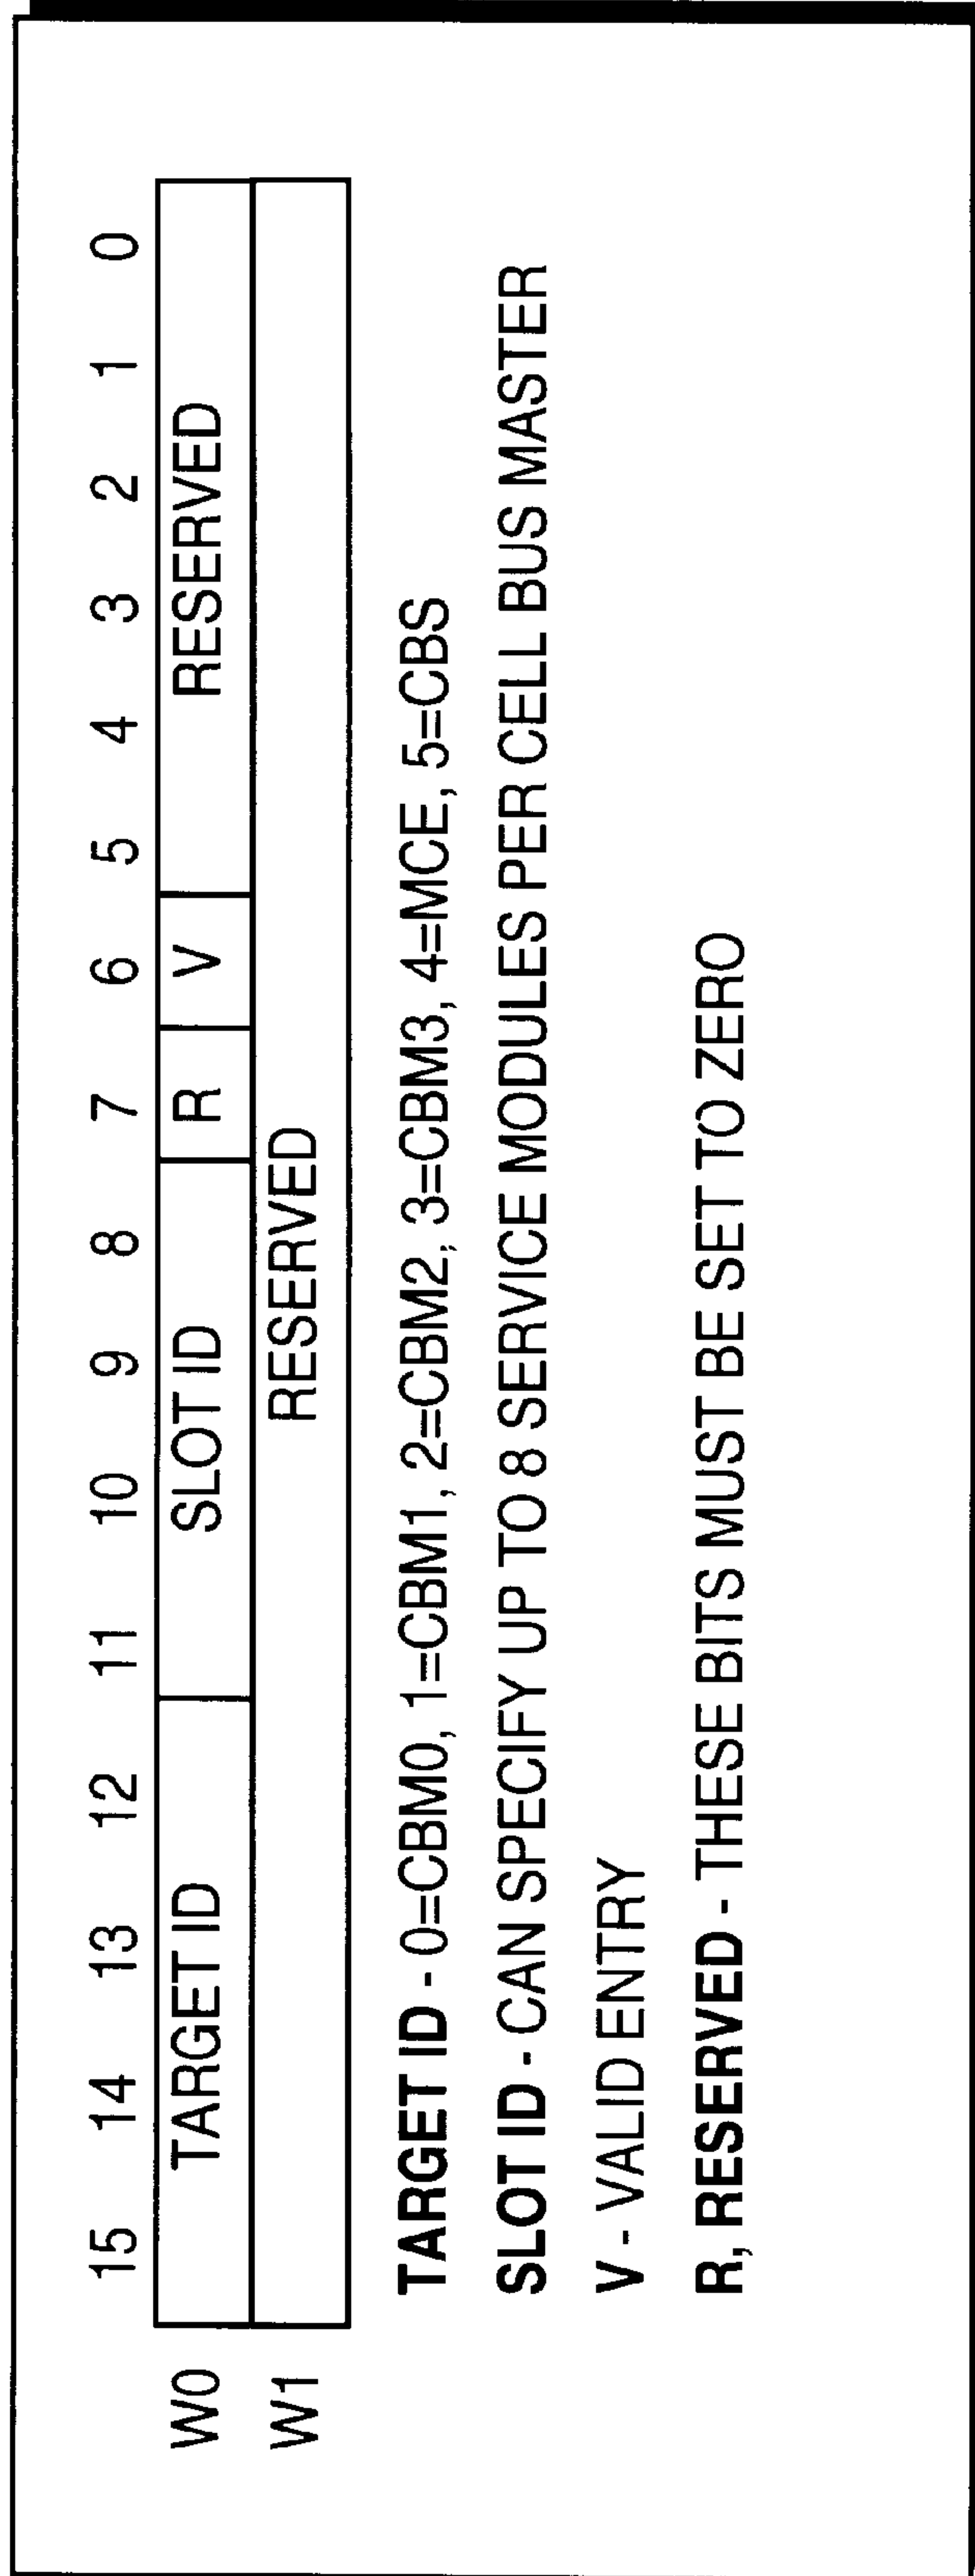 15 14 13 12 11 10 9 8 7 6 5 4 3 2 1 0
W0 TARGET ID SLOT ID R V RESERVED
W1 RESERVED
TARGET ID - 0=CBM0, 1=CBM1, 2=CBM2, 3=CBM3, 4=MCE, 5=CBS
SLOT ID - CAN SPECIFY UP TO 8 SERVICE MODULES PER CELL BUS MASTER
V - VALID ENTRY
R, RESERVED - THESE BITS MUST BE SET TO ZERO